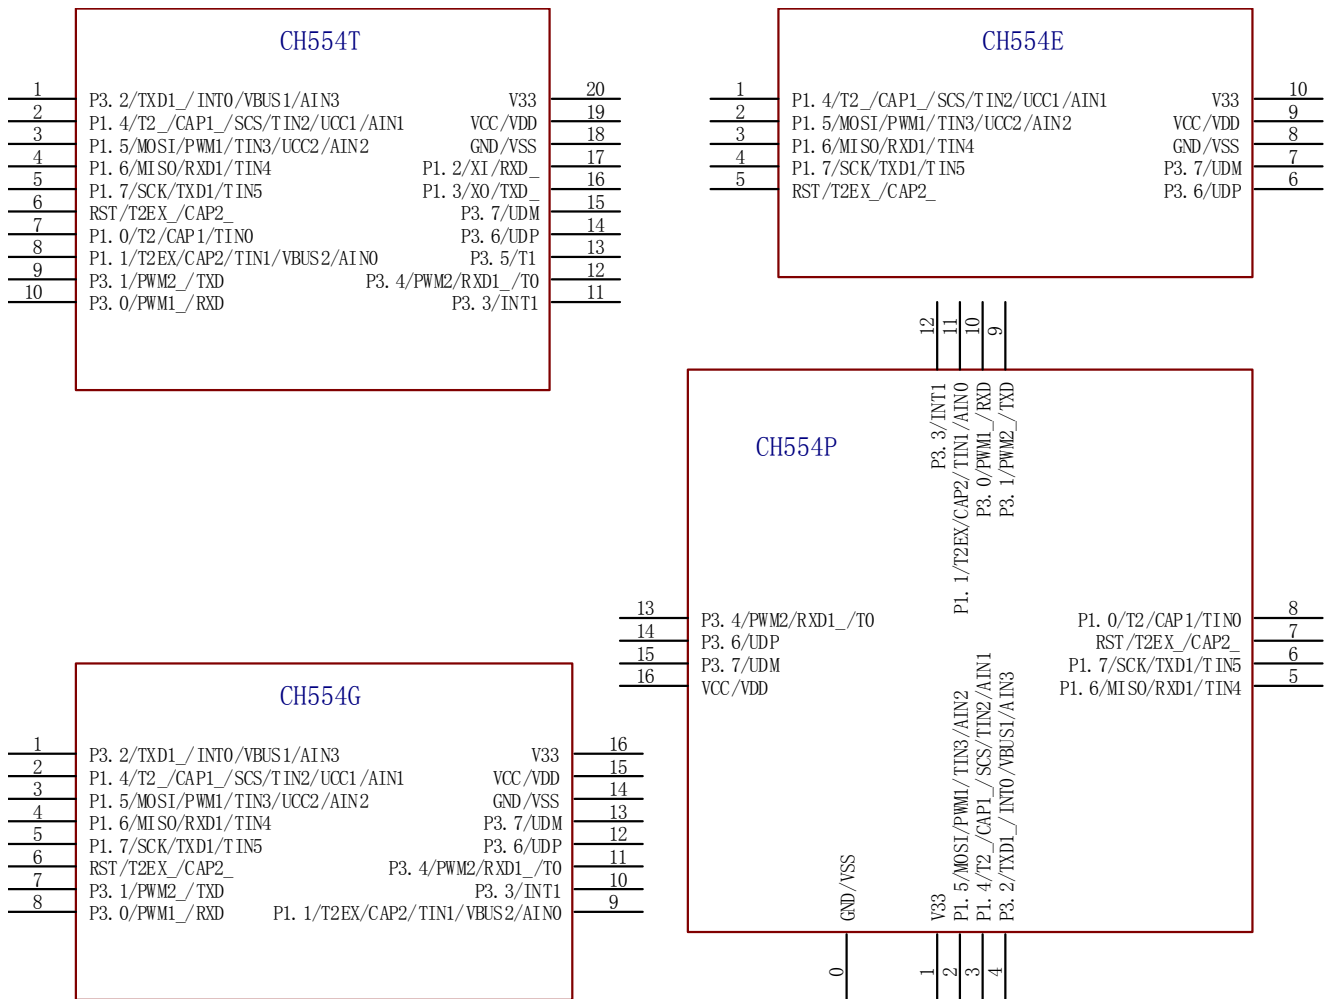 CH554T
1 P3.2/TXD1_/INT0/VBUS1/AIN3 V33 20
2 P1.4/T2_/CAP1_/SCS/TIN2/UCC1/AIN1 VCC/VDD 19
3 P1.5/MOSI/PWM1/TIN3/UCC2/AIN2 GND/VSS 18
4 P1.6/MISO/RXD1/TIN4 P1.2/XI/RXD_ 17
5 P1.7/SCK/TXD1/TIN5 P1.3/XO/TXD_ 16
6 RST/T2EX_/CAP2_ P3.7/UDM 15
7 P1.0/T2/CAP1/TIN0 P3.6/UDP 14
8 P1.1/T2EX/CAP2/TIN1/VBUS2/AIN0 P3.5/T1 13
9 P3.1/PWM2_/TXD P3.4/PWM2/RXD1_/T0 12
10 P3.0/PWM1_/RXD P3.3/INT1 11
CH554E
1 P1.4/T2_/CAP1_/SCS/TIN2/UCC1/AIN1 V33 10
2 P1.5/MOSI/PWM1/TIN3/UCC2/AIN2 VCC/VDD 9
3 P1.6/MISO/RXD1/TIN4 GND/VSS 8
4 P1.7/SCK/TXD1/TIN5 P3.7/UDM 7
5 RST/T2EX_/CAP2_ P3.6/UDP 6
CH554P
12 P3.3/INT1
11 P1.1/T2EX/CAP2/TIN1/AIN0
10 P3.0/PWM1_/RXD
9 P3.1/PWM2_/TXD
13 P3.4/PWM2/RXD1_/T0 P1.0/T2/CAP1/TIN0 8
14 P3.6/UDP RST/T2EX_/CAP2_ 7
15 P3.7/UDM P1.7/SCK/TXD1/TIN5 6
16 VCC/VDD P1.6/MISO/RXD1/TIN4 5
0 GND/VSS
1 V33
2 P1.5/MOSI/PWM1/TIN3/AIN2
3 P1.4/T2_/CAP1_/SCS/TIN2/AIN1
4 P3.2/TXD1_/INT0/VBUS1/AIN3
CH554G
1 P3.2/TXD1_/INT0/VBUS1/AIN3 V33 16
2 P1.4/T2_/CAP1_/SCS/TIN2/UCC1/AIN1 VCC/VDD 15
3 P1.5/MOSI/PWM1/TIN3/UCC2/AIN2 GND/VSS 14
4 P1.6/MISO/RXD1/TIN4 P3.7/UDM 13
5 P1.7/SCK/TXD1/TIN5 P3.6/UDP 12
6 RST/T2EX_/CAP2_ P3.4/PWM2/RXD1_/T0 11
7 P3.1/PWM2_/TXD P3.3/INT1 10
8 P3.0/PWM1_/RXD P1.1/T2EX/CAP2/TIN1/VBUS2/AIN0 9